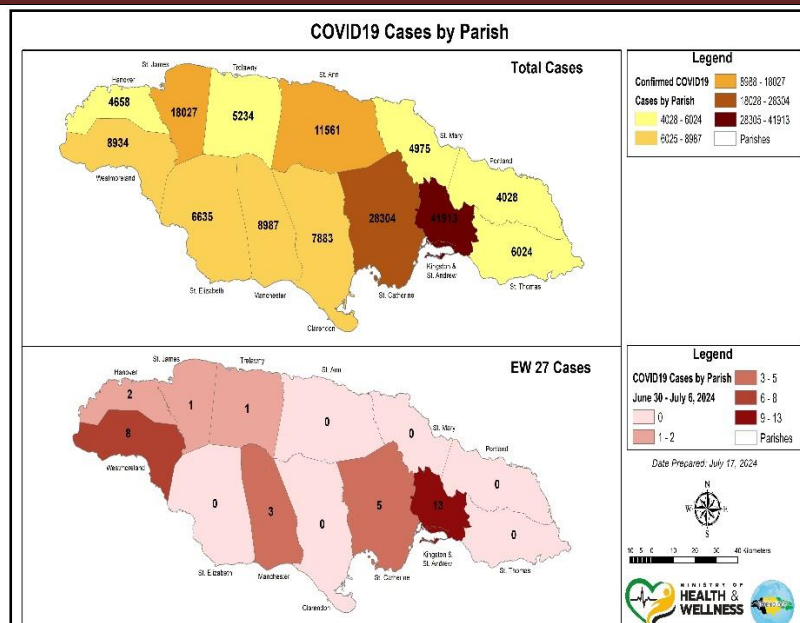 COVID19 Cases by Parish
Total Cases
Hanover
St. James
Trelawny
St. Ann
St. Mary
Portland
4658
18027
5234
11561
4975
4028
8934
6635
8987
7883
28304
41913
6024
Westmoreland
St. Elizabeth
Manchester
Clarendon
St. Catherine
Kingston &
St. Andrew
St. Thomas
Legend
Confirmed COVID19
Cases by Parish
4028 - 6024
6025 - 8987
8988 - 18027
18028 - 28304
28305 - 41913
Parishes
EW 27 Cases
Hanover
St. James
Trelawny
St. Ann
St. Mary
Portland
2
1
1
0
0
0
8
0
3
0
5
13
0
Westmoreland
St. Elizabeth
Manchester
Clarendon
St. Catherine
Kingston &
St. Andrew
St. Thomas
Legend
COVID19 Cases by Parish
June 30 - July 6, 2024
0
1 - 2
3 - 5
6 - 8
9 - 13
Parishes
Date Prepared: July 17, 2024
N
W E
S
10 5 0 10 20 30 40 Kilometers
MINISTRY OF
HEALTH &
WELLNESS